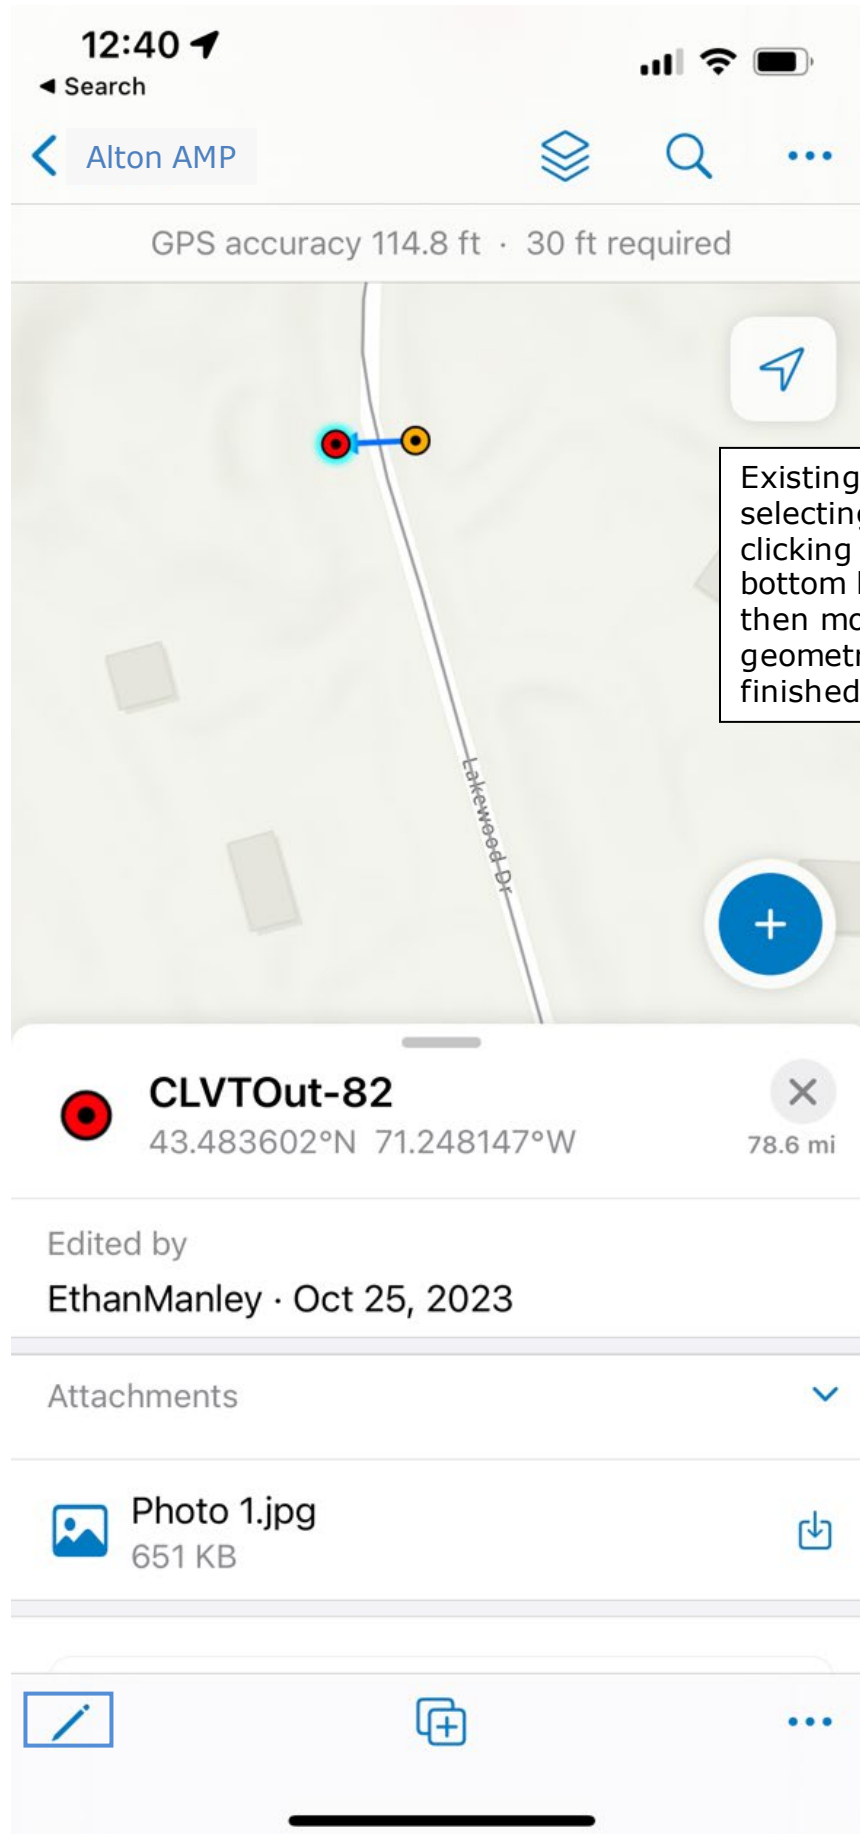 12:40
Search
Alton AMP
GPS accuracy 114.8 ft · 30 ft required
Existing
selecting
clicking
bottom
then
finished
Lakewood Dr
CLVTOut-82
43.483602°N 71.248147°W
78.6 mi
Edited by
EthanManley · Oct 25, 2023
Attachments
Photo 1.jpg
651 KB